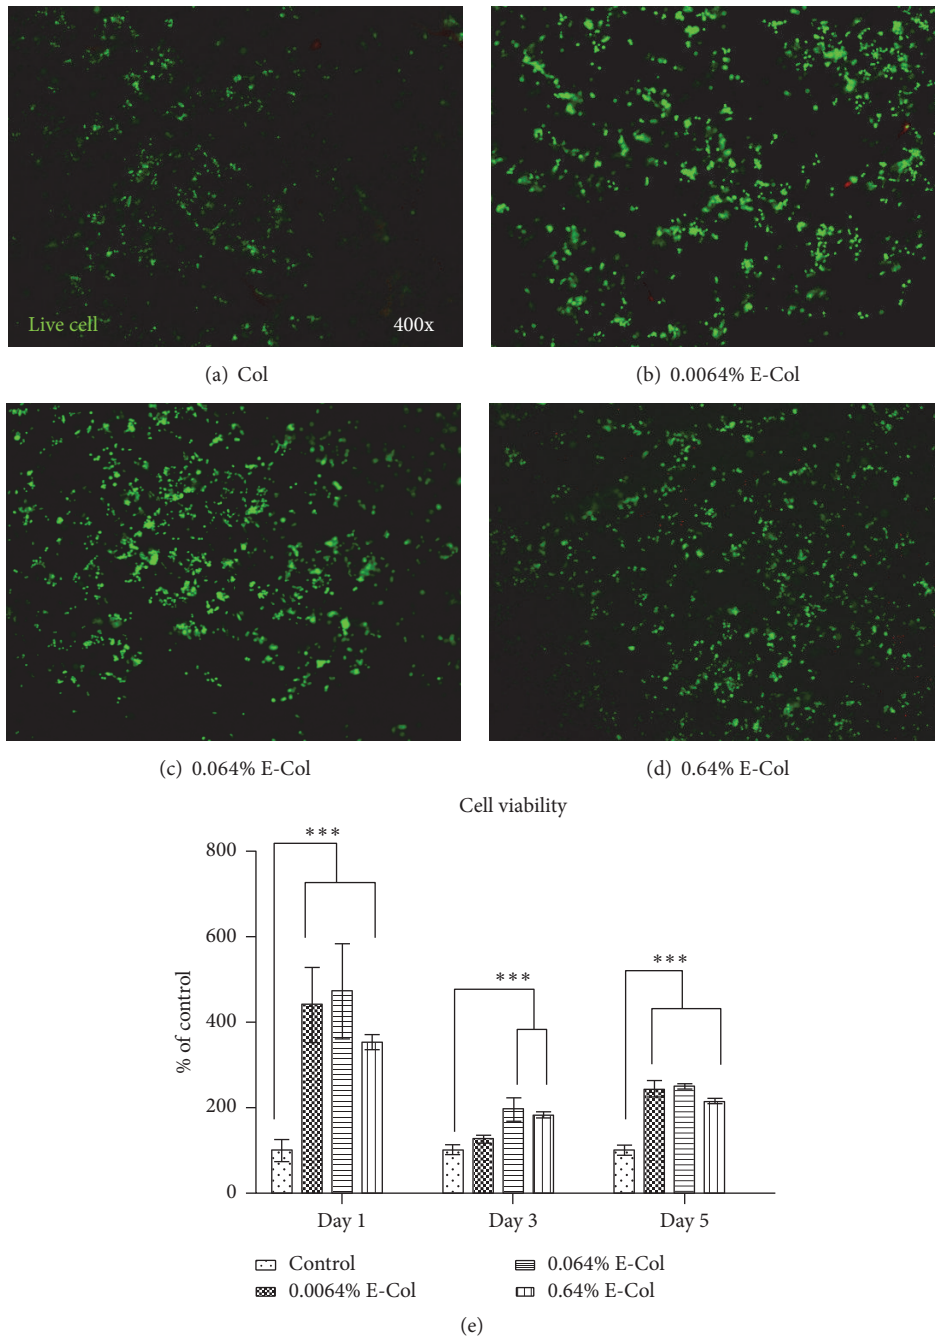 Live cell
400x
(a) Col
(b) 0.0064% E-Col
(c) 0.064% E-Col
(d) 0.64% E-Col
Cell viability
% of control
800
600
400
200
0
***
***
***
Day 1
Day 3
Day 5
Control
0.0064% E-Col
0.064% E-Col
0.64% E-Col
(e)